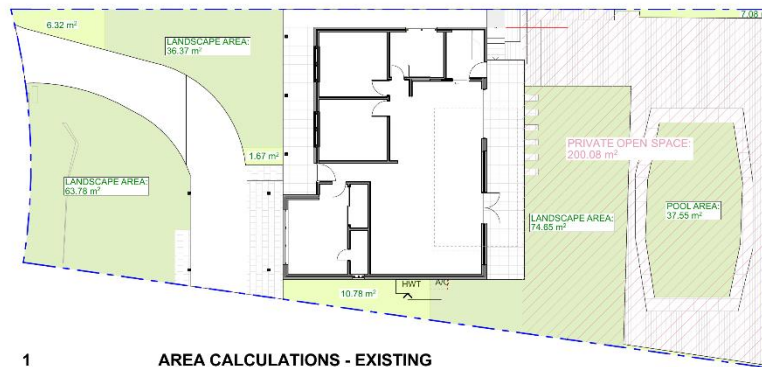 6.32 m²
7.08
LANDSCAPE AREA:
36.37 m²
PRIVATE OPEN SPACE:
200.08 m²
1.67 m²
LANDSCAPE AREA:
63.78 m²
POOL AREA:
37.55 m²
LANDSCAPE AREA:
74.65 m²
HWT
A/C
10.78 m²
1 AREA CALCULATIONS - EXISTING